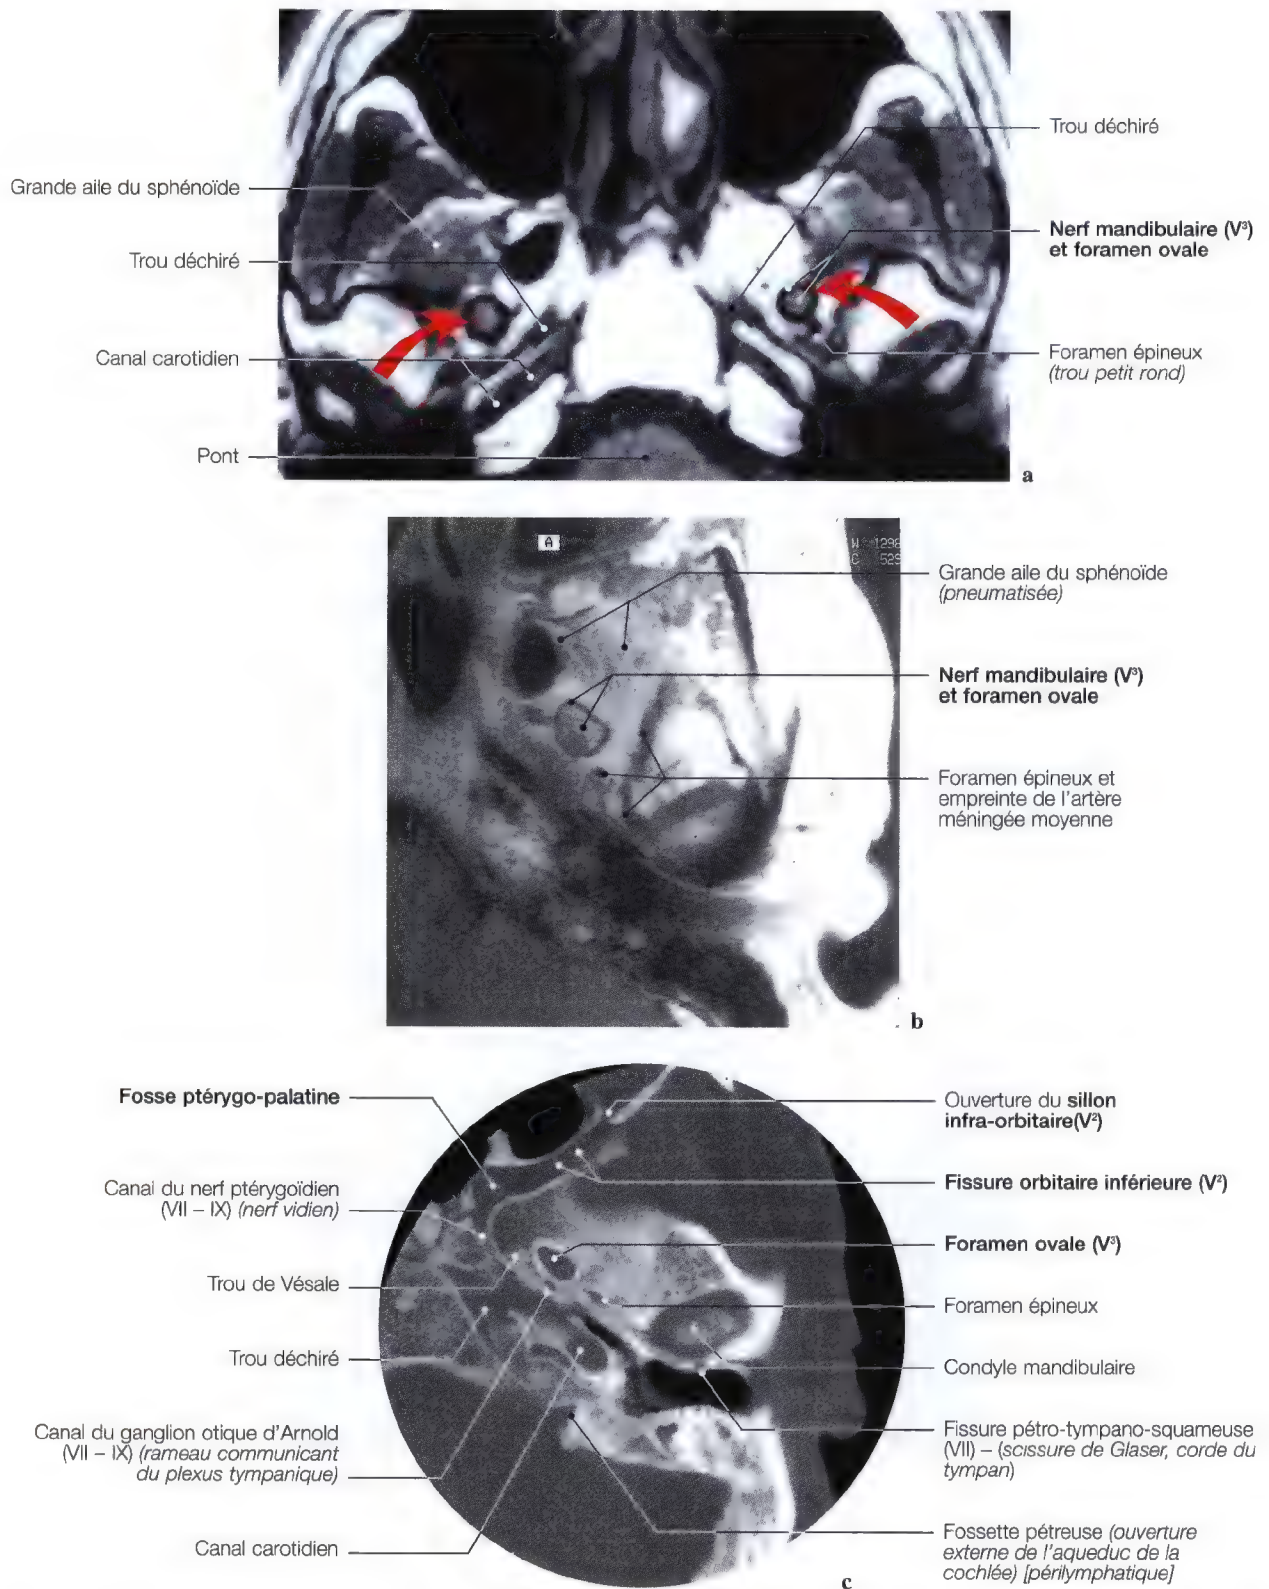 Trou déchiré
Grande aile du sphénoïde
Nerf mandibulaire (V³)
et foramen ovale
Trou déchiré
Canal carotidien
Foramen épineux
(trou petit rond)
Pont
a
A
W 1298
C 529
Grande aile du sphénoïde
(pneumatisée)
Nerf mandibulaire (V³)
et foramen ovale
Foramen épineux et
empreinte de l'artère
méningée moyenne
b
Fosse ptérygo-palatine
Ouverture du sillon
infra-orbitaire(V²)
Canal du nerf ptérygoïdien
(VII – IX) (nerf vidien)
Fissure orbitaire inférieure (V²)
Foramen ovale (V³)
Trou de Vésale
Foramen épineux
Trou déchiré
Condyle mandibulaire
Canal du ganglion otique d'Arnold
(VII – IX) (rameau communicant
du plexus tympanique)
Fissure pétro-tympano-squameuse
(VII) – (scissure de Glaser, corde du
tympan)
Canal carotidien
Fossette pétreuse (ouverture
externe de l'aqueduc de la
cochlée) [périlymphatique]
c